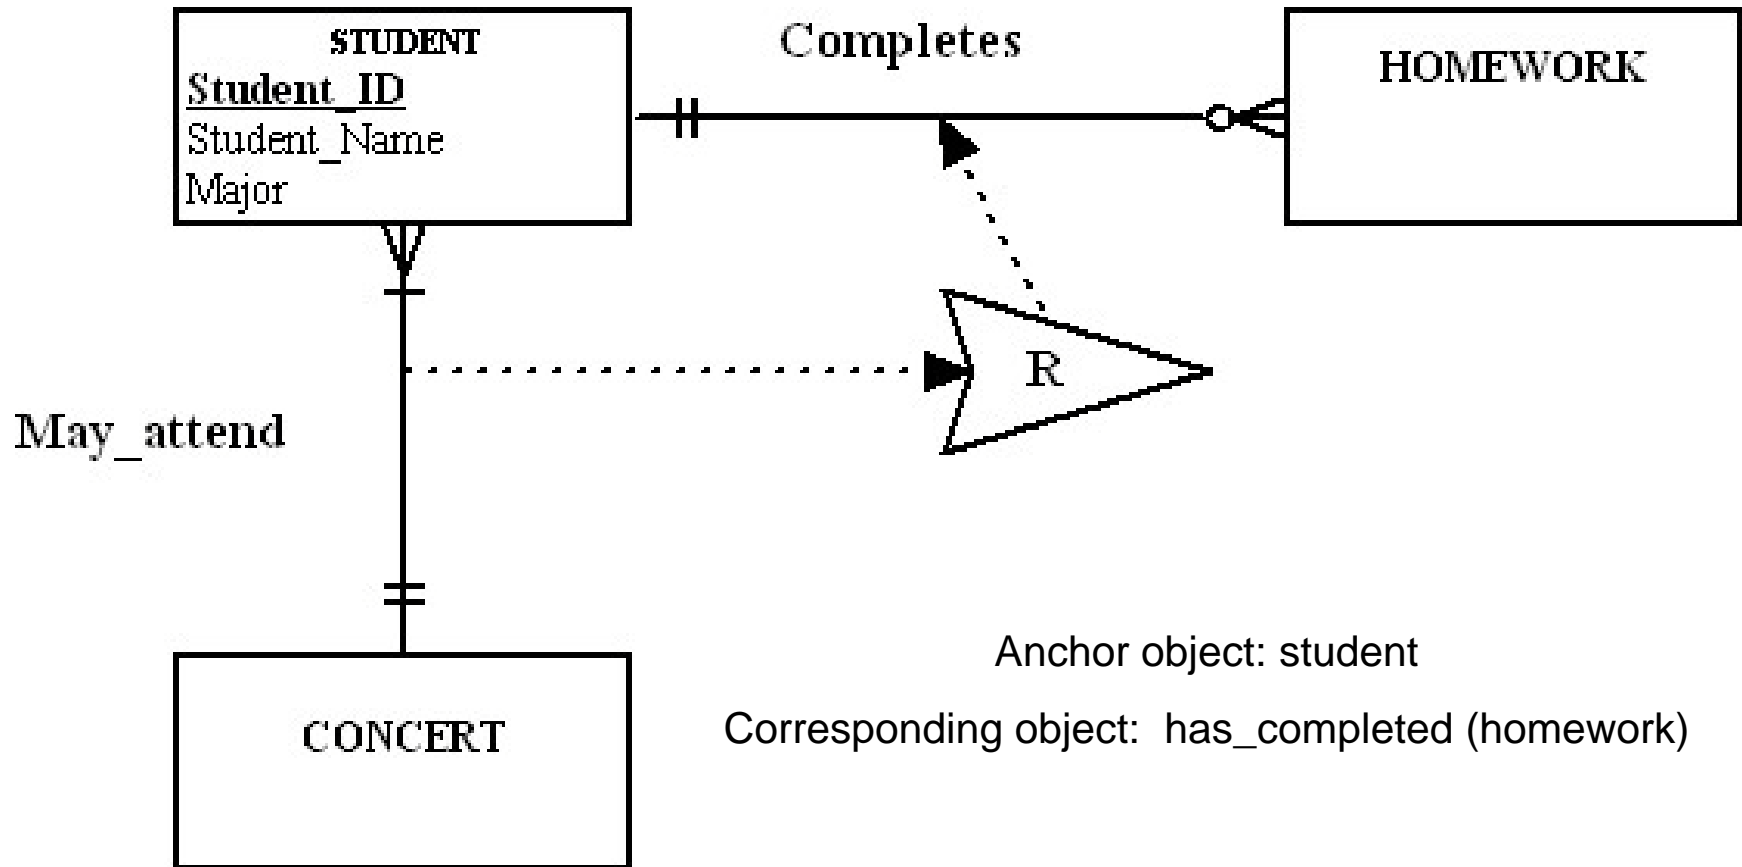 STUDENT
Student_ID
Student_Name
Major
Completes
HOMEWORK
R
May_attend
CONCERT
Anchor object: student
Corresponding object: has_completed (homework)